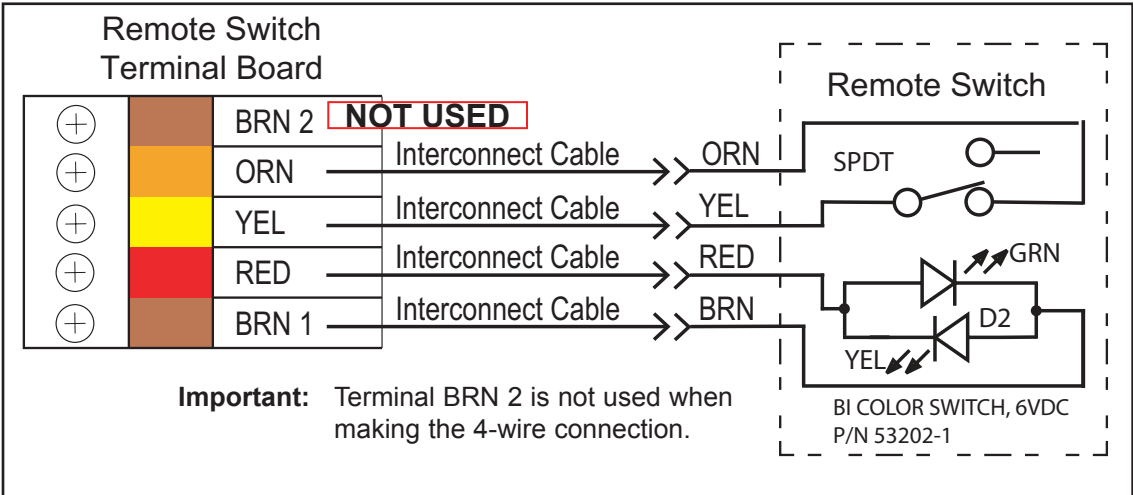 Remote Switch
Terminal Board
Remote Switch
BRN 2 NOT USED
ORN Interconnect Cable ORN
SPDT
YEL Interconnect Cable YEL
RED Interconnect Cable RED
GRN
BRN 1 Interconnect Cable BRN
D2
YEL
Important: Terminal BRN 2 is not used when
making the 4-wire connection.
BI COLOR SWITCH, 6VDC
P/N 53202-1